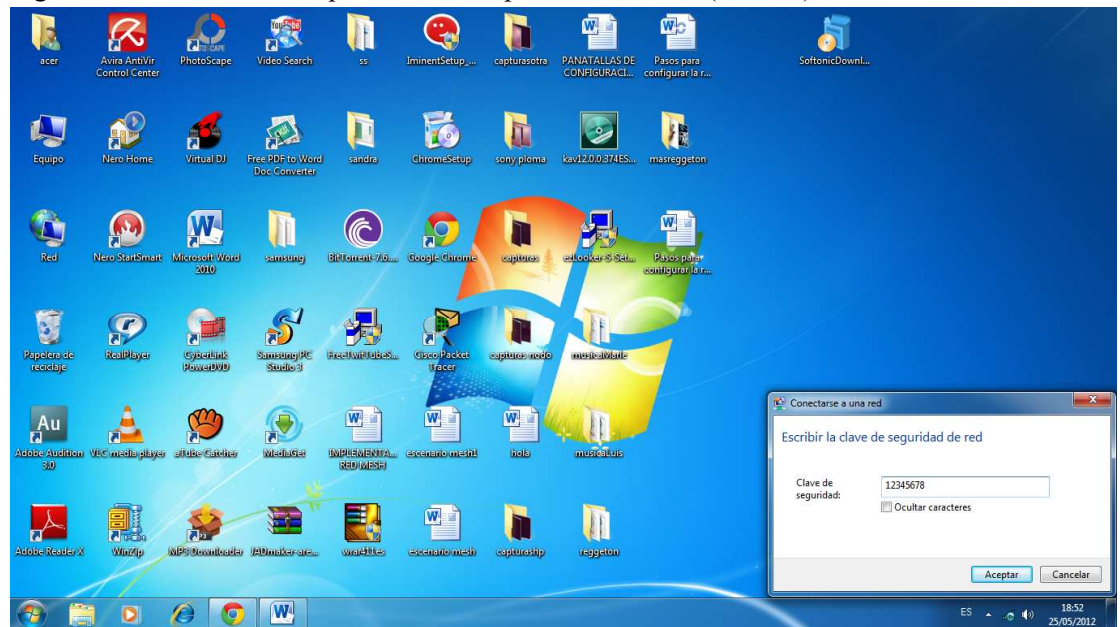 acer
Avira AntiVir
Control Center
PhotoScape
Video Search
ss
IminentSetup_...
capturasotra
PANATALLAS DE
CONFIGURACI...
Pasos para
configurar la r...
SoftonicDownl...
Equipo
Nero Home
Virtual DJ
Free PDF to Word
Doc Converter
sandra
ChromeSetup
sony ploma
kav12.0.0.374ES...
masreggeton
Red
Nero StartSmart
Microsoft Word
2010
samsung
BitTorrent-7.6....
Google Chrome
capturas
ezLooker-S-Set...
Pasos para
configurar la r...
Papelera de
reciclaje
RealPlayer
CyberLink
PowerDVD
Samsung PC
Studio 3
FreeTwitTubeS...
Cisco Packet
Tracer
capturas nodo
musicaMarle
Au
Adobe Audition
3.0
VLC media player
aTube Catcher
MediaGet
IMPLEMENTA...
RED MESH
escenario mesh1
hola
musicaLuis
Adobe Reader X
WinZip
MP3 Downloader
JADmaker-are...
wrar411es
escenario mesh
capturashp
reggeton
Conectarse a una red
Escribir la clave de seguridad de red
Clave de
seguridad:
12345678
Ocultar caracteres
Aceptar
Cancelar
ES
18:52
25/05/2012